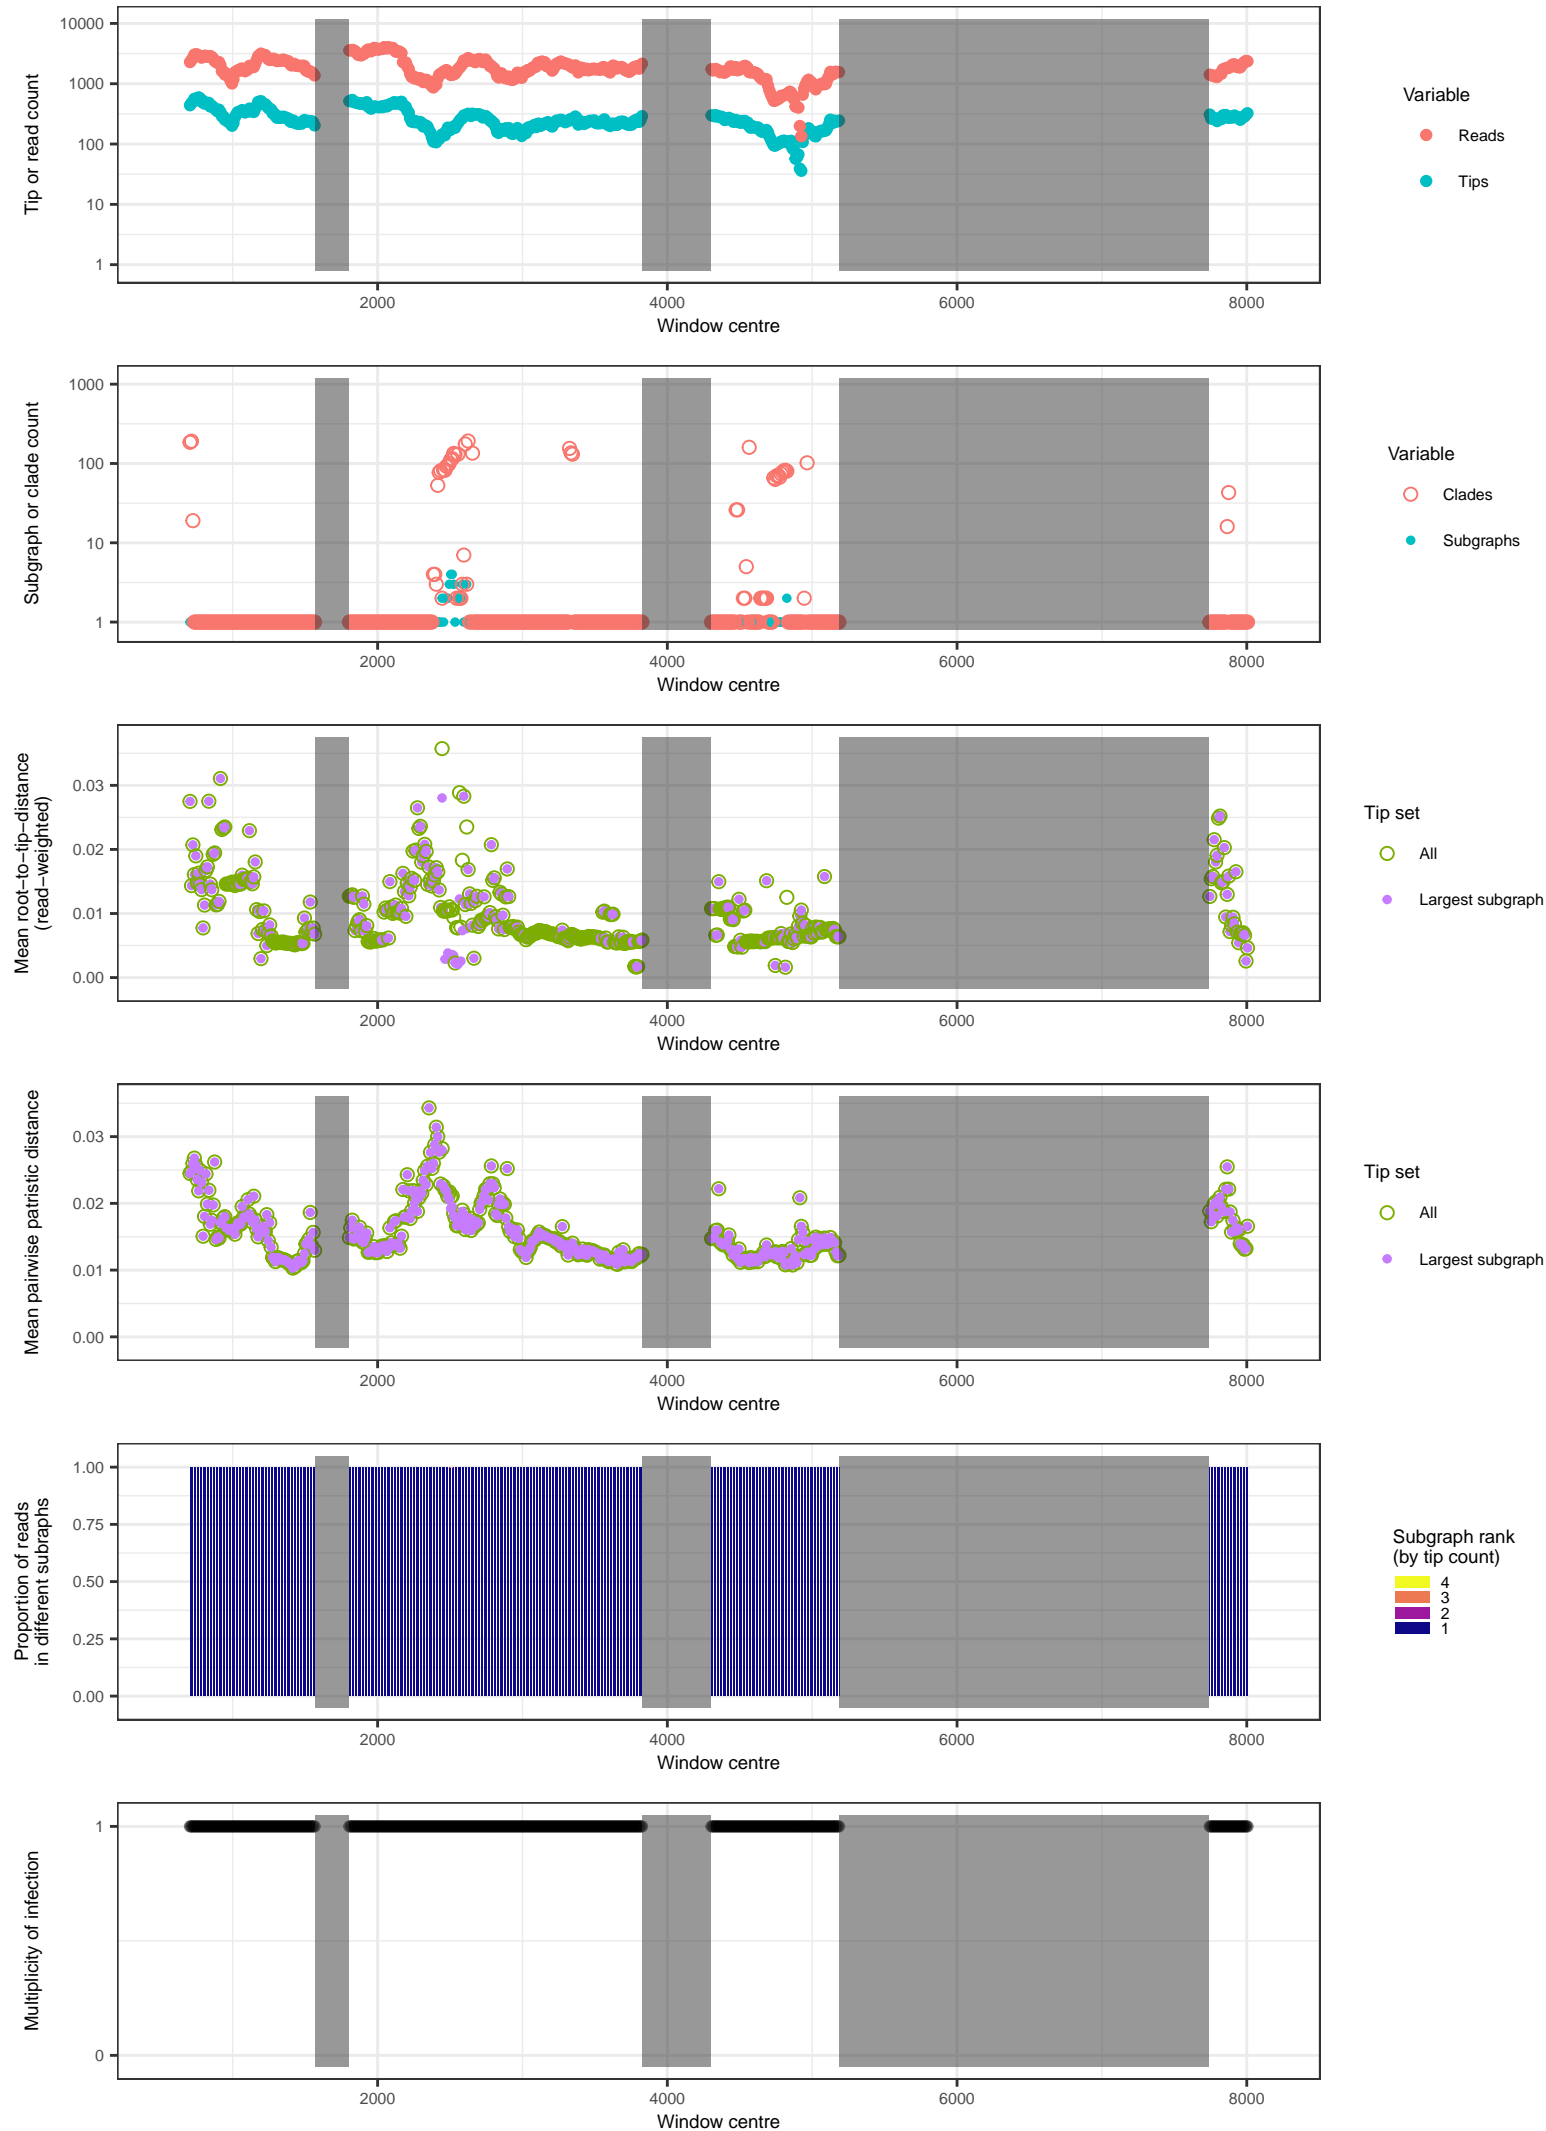 10000
1000
100
10
1
Tip or read count
2000
4000
6000
8000
Window centre
Variable
Reads
Tips
1000
100
10
1
Subgraph or clade count
2000
4000
6000
8000
Window centre
Variable
Clades
Subgraphs
0.03
0.02
0.01
0.00
Mean root−to−tip−distance
(read−weighted)
2000
4000
6000
8000
Window centre
Tip set
All
Largest subgraph
0.03
0.02
0.01
0.00
Mean pairwise patristic distance
2000
4000
6000
8000
Window centre
Tip set
All
Largest subgraph
1.00
0.75
0.50
0.25
0.00
Proportion of reads
in different subraphs
2000
4000
6000
8000
Window centre
Subgraph rank
(by tip count)
4
3
2
1
1
0
Multiplicity of infection
2000
4000
6000
8000
Window centre